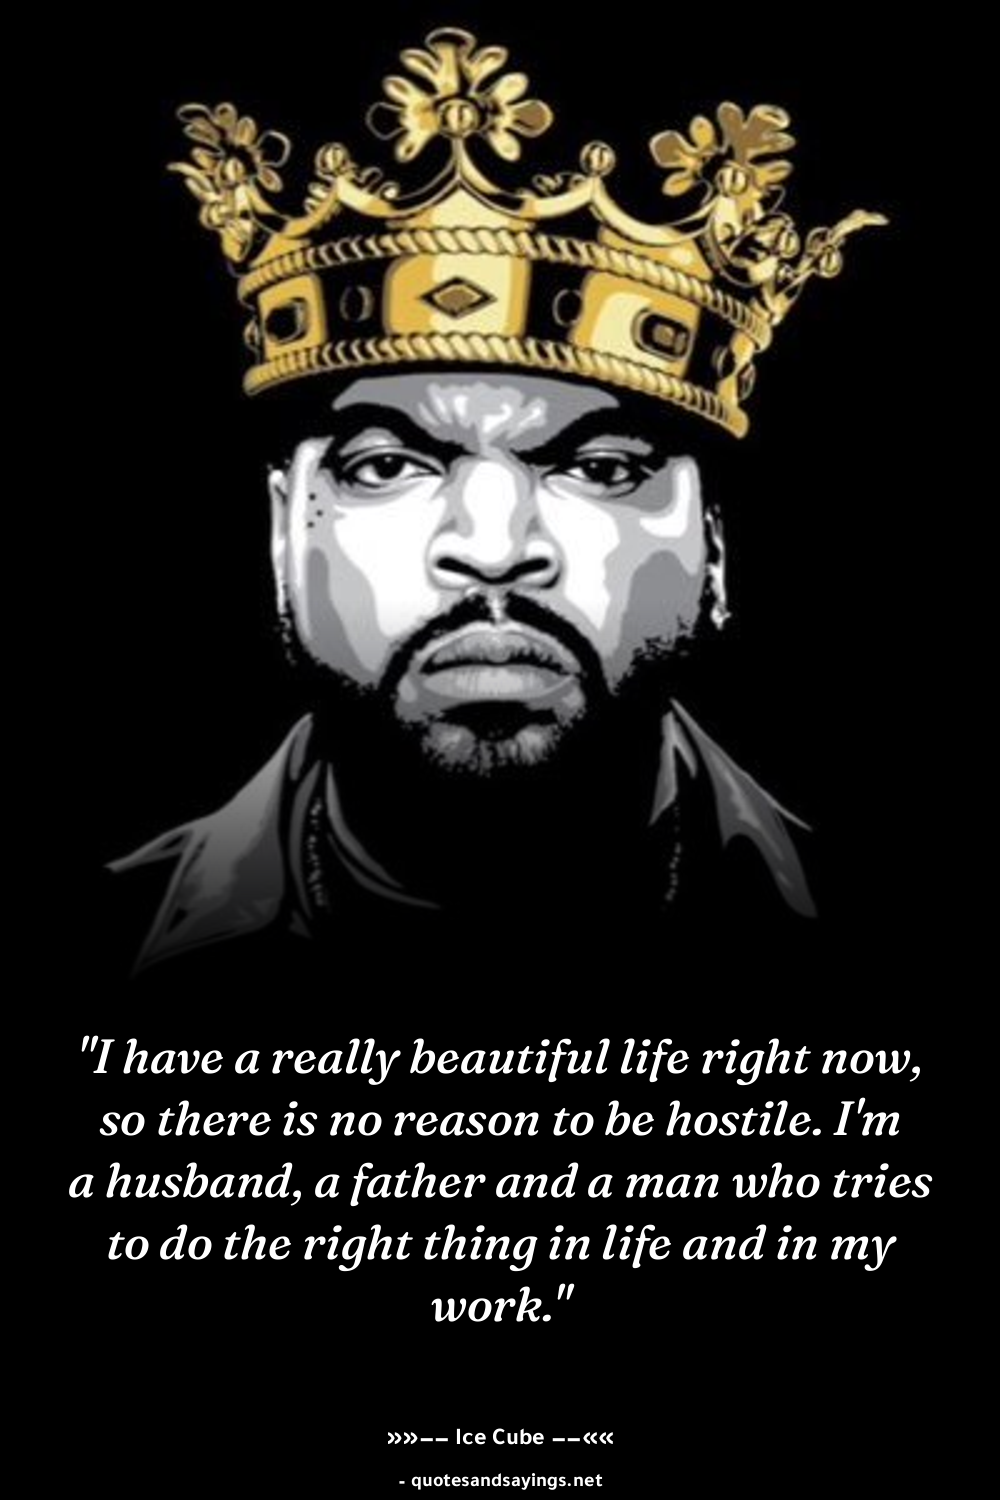 "I have a really beautiful life right now,
so there is no reason to be hostile. I'm
a husband, a father and a man who tries
to do the right thing in life and in my
work."
»»—— Ice Cube ——««
- quotesandsayings.net